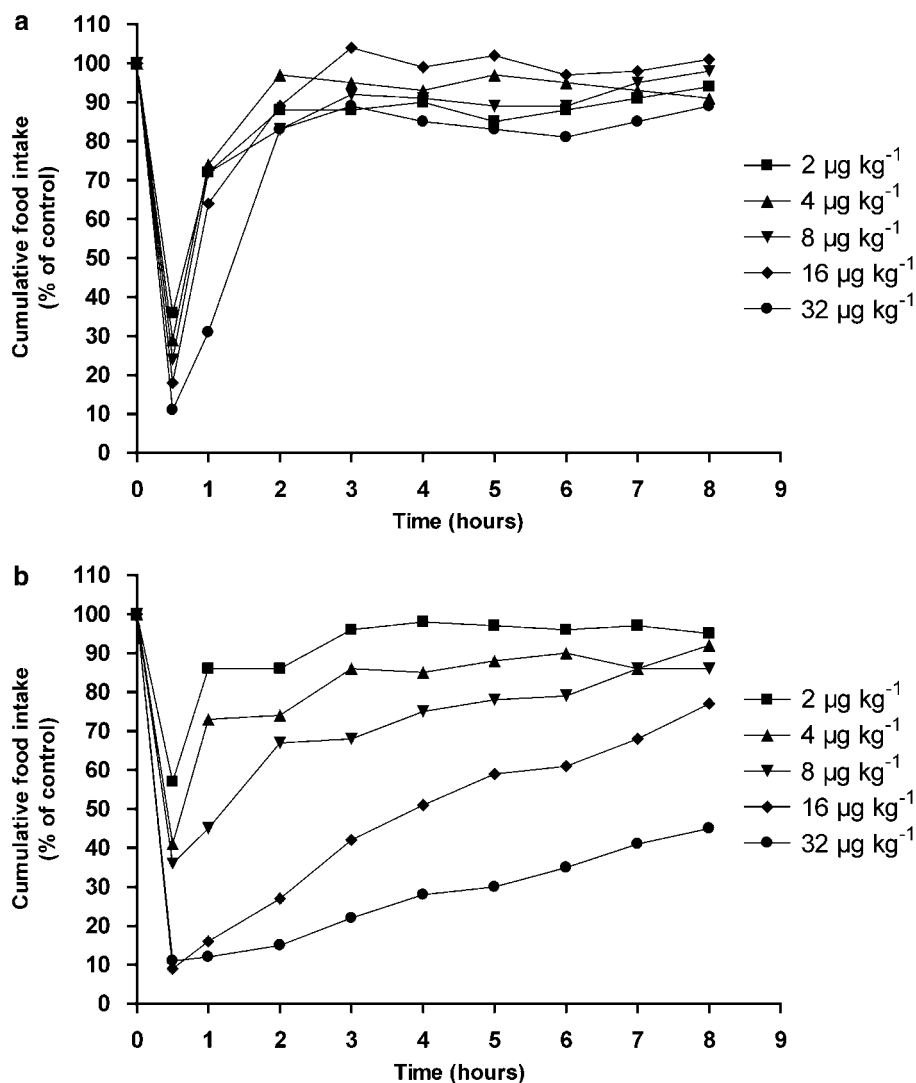 a
110
100
90
80
70
60
50
40
30
20
10
0
Cumulative food intake
(% of control)
0 1 2 3 4 5 6 7 8 9
Time (hours)
2 µg kg⁻¹
4 µg kg⁻¹
8 µg kg⁻¹
16 µg kg⁻¹
32 µg kg⁻¹
b
110
100
90
80
70
60
50
40
30
20
10
0
Cumulative food intake
(% of control)
0 1 2 3 4 5 6 7 8 9
Time (hours)
2 µg kg⁻¹
4 µg kg⁻¹
8 µg kg⁻¹
16 µg kg⁻¹
32 µg kg⁻¹